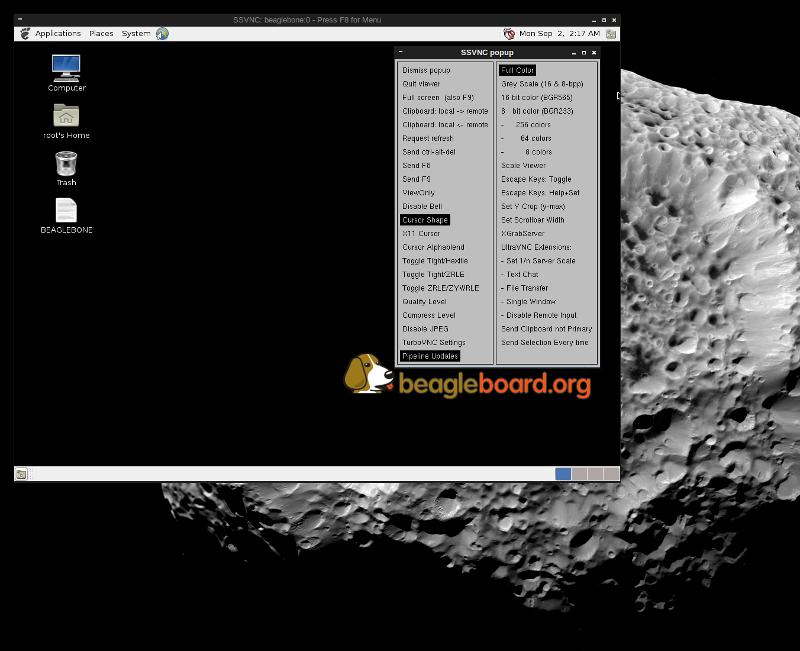 SSVNC: beaglebone:0 - Press F8 for Menu
Applications Places System
Mon Sep 2, 2:17 AM
Computer
root's Home
Trash
BEAGLEBONE
SSVNC popup
Dismiss popup
Quit viewer
Full screen (also F9)
Clipboard: local -> remote
Clipboard: local <- remote
Request refresh
Send ctrl-alt-del
Send F8
Send F9
ViewOnly
Disable Bell
Cursor Shape
X11 Cursor
Cursor Alphablend
Toggle Tight/Hextile
Toggle Tight/ZRLE
Toggle ZRLE/ZYWRLE
Quality Level
Compress Level
Disable JPEG
TurboVNC Settings
Pipeline Updates
Full Color
Grey Scale (16 & 8-bpp)
16 bit color (BGR565)
8 bit color (BGR233)
- 256 colors
- 64 colors
- 8 colors
Scale Viewer
Escape Keys: Toggle
Escape Keys: Help+Set
Set Y Crop (y-max)
Set Scrollbar Width
XGrabServer
UltraVNC Extensions:
- Set 1/n Server Scale
- Text Chat
- File Transfer
- Single Window
- Disable Remote Input
Send Clipboard not Primary
Send Selection Every time
beagleboard.org